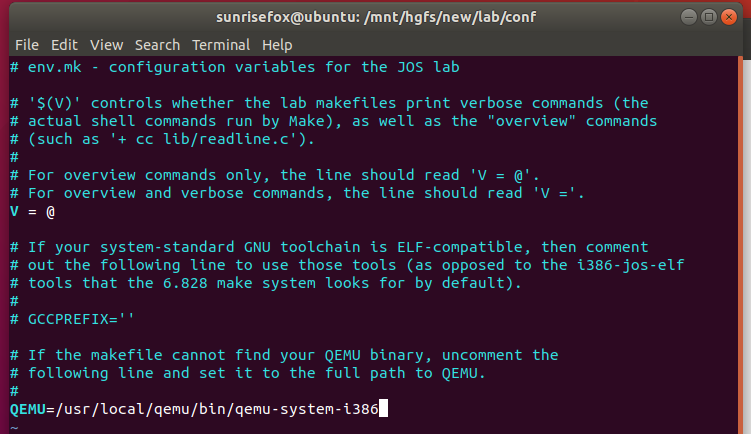 sunrisefox@ubuntu: /mnt/hgfs/new/lab/conf
File Edit View Search Terminal Help
# env.mk - configuration variables for the JOS lab
# '$(V)' controls whether the lab makefiles print verbose commands (the
# actual shell commands run by Make), as well as the "overview" commands
# (such as '+ cc lib/readline.c').
#
# For overview commands only, the line should read 'V = @'.
# For overview and verbose commands, the line should read 'V ='.
V = @
# If your system-standard GNU toolchain is ELF-compatible, then comment
# out the following line to use those tools (as opposed to the i386-jos-elf
# tools that the 6.828 make system looks for by default).
#
# GCCPREFIX=''
# If the makefile cannot find your QEMU binary, uncomment the
# following line and set it to the full path to QEMU.
#
QEMU=/usr/local/qemu/bin/qemu-system-i386
~